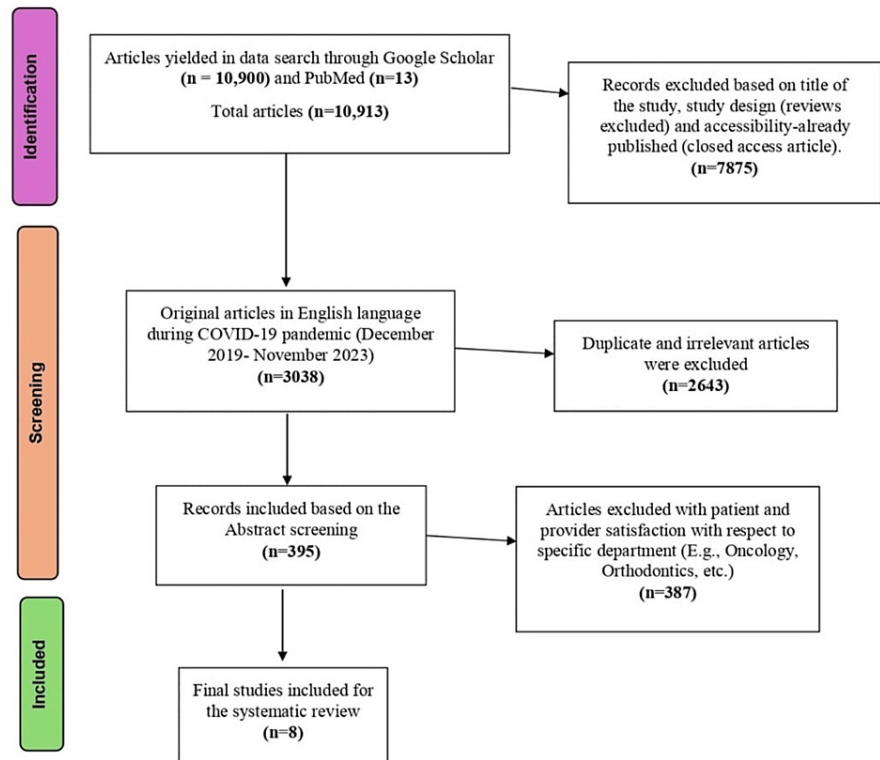 Identification
Articles yielded in data search through Google Scholar
(n = 10,900) and PubMed (n=13)
Total articles (n=10,913)
Records excluded based on title of
the study, study design (reviews
excluded) and accessibility-already
published (closed access article).
(n=7875)
Screening
Original articles in English language
during COVID-19 pandemic (December
2019- November 2023)
(n=3038)
Duplicate and irrelevant articles
were excluded
(n=2643)
Records included based on the
Abstract screening
(n=395)
Articles excluded with patient and
provider satisfaction with respect to
specific department (E.g., Oncology,
Orthodontics, etc.)
(n=387)
Included
Final studies included for
the systematic review
(n=8)